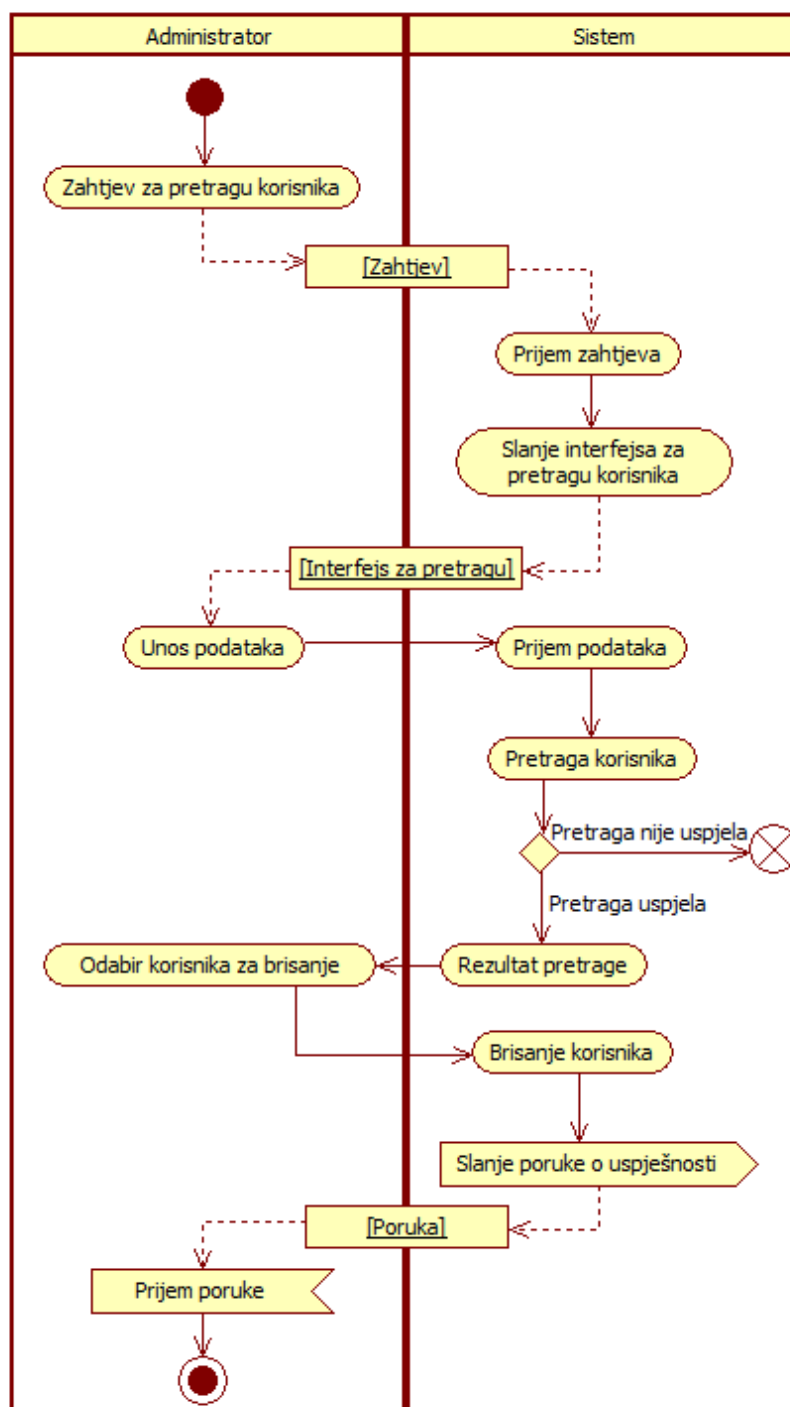 Administrator
Sistem
Zahtjev za pretragu korisnika
[Zahtjev]
Prijem zahtjeva
Slanje interfejsa za
pretragu korisnika
[Interfejs za pretragu]
Unos podataka
Prijem podataka
Pretraga korisnika
Pretraga nije uspjela
Pretraga uspjela
Odabir korisnika za brisanje
Rezultat pretrage
Brisanje korisnika
Slanje poruke o uspješnosti
[Poruka]
Prijem poruke